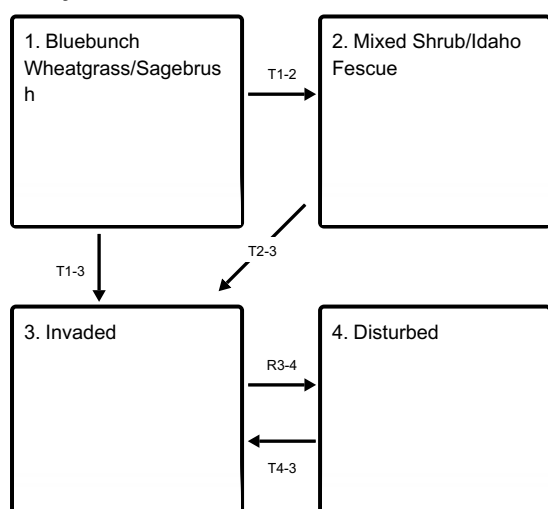 1. Bluebunch
Wheatgrass/Sagebrus
h
T1-2
2. Mixed Shrub/Idaho
Fescue
T1-3
T2-3
3. Invaded
R3-4
4. Disturbed
T4-3